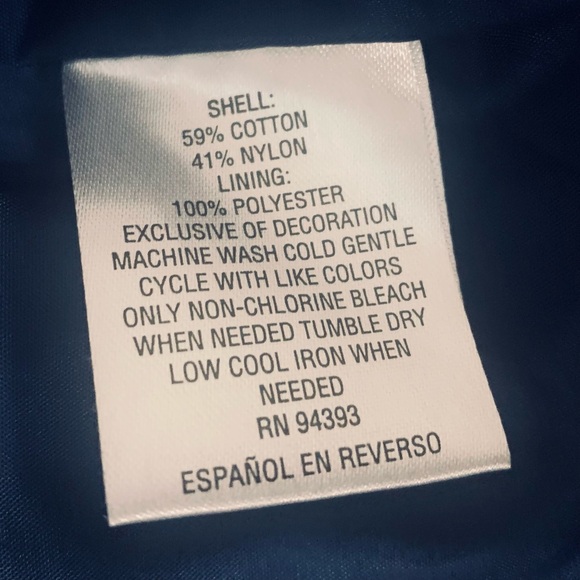 SHELL:
59% COTTON
41% NYLON
LINING:
100% POLYESTER
EXCLUSIVE OF DECORATION
MACHINE WASH COLD GENTLE
CYCLE WITH LIKE COLORS
ONLY NON-CHLORINE BLEACH
WHEN NEEDED TUMBLE DRY
LOW COOL IRON WHEN
NEEDED
RN 94393
ESPAÑOL EN REVERSO